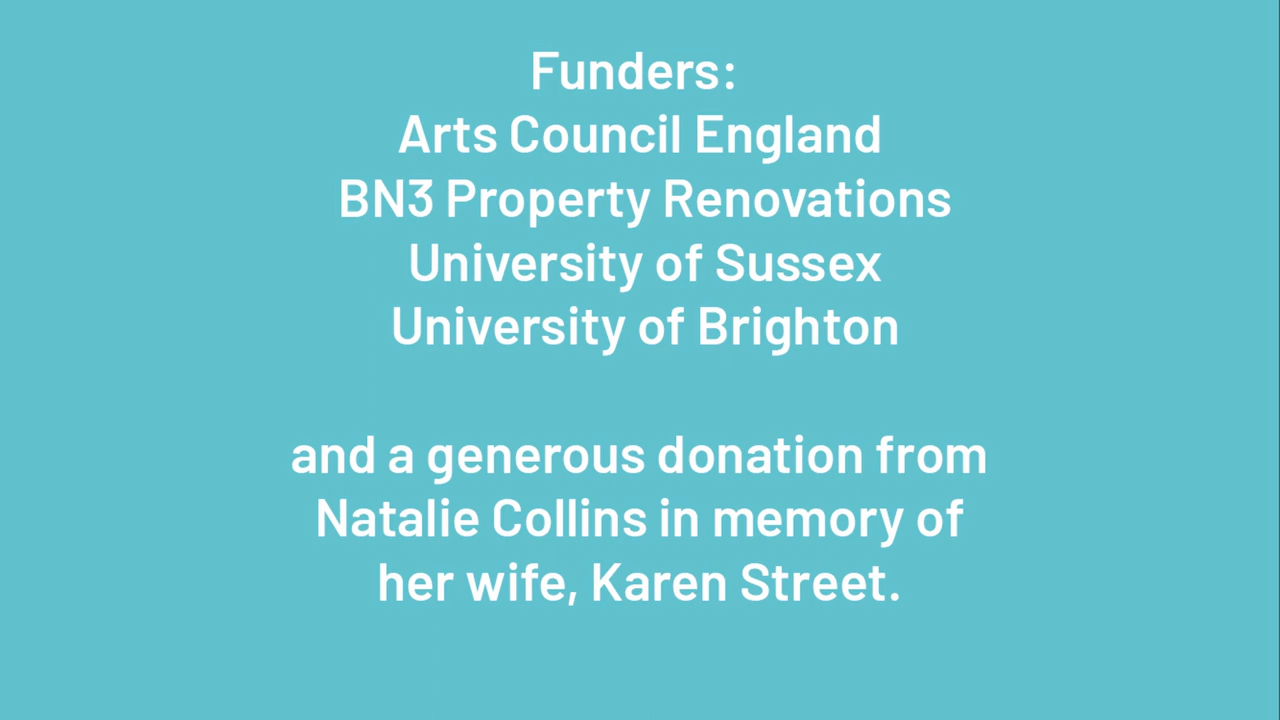 Funders:
Arts Council England
BN3 Property Renovations
University of Sussex
University of Brighton
and a generous donation from
Natalie Collins in memory of
her wife, Karen Street.